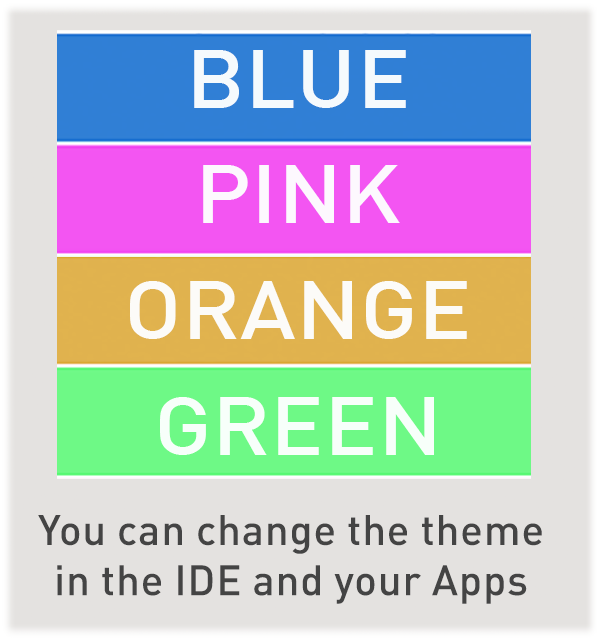 BLUE
PINK
ORANGE
GREEN
You can change the theme
in the IDE and your Apps